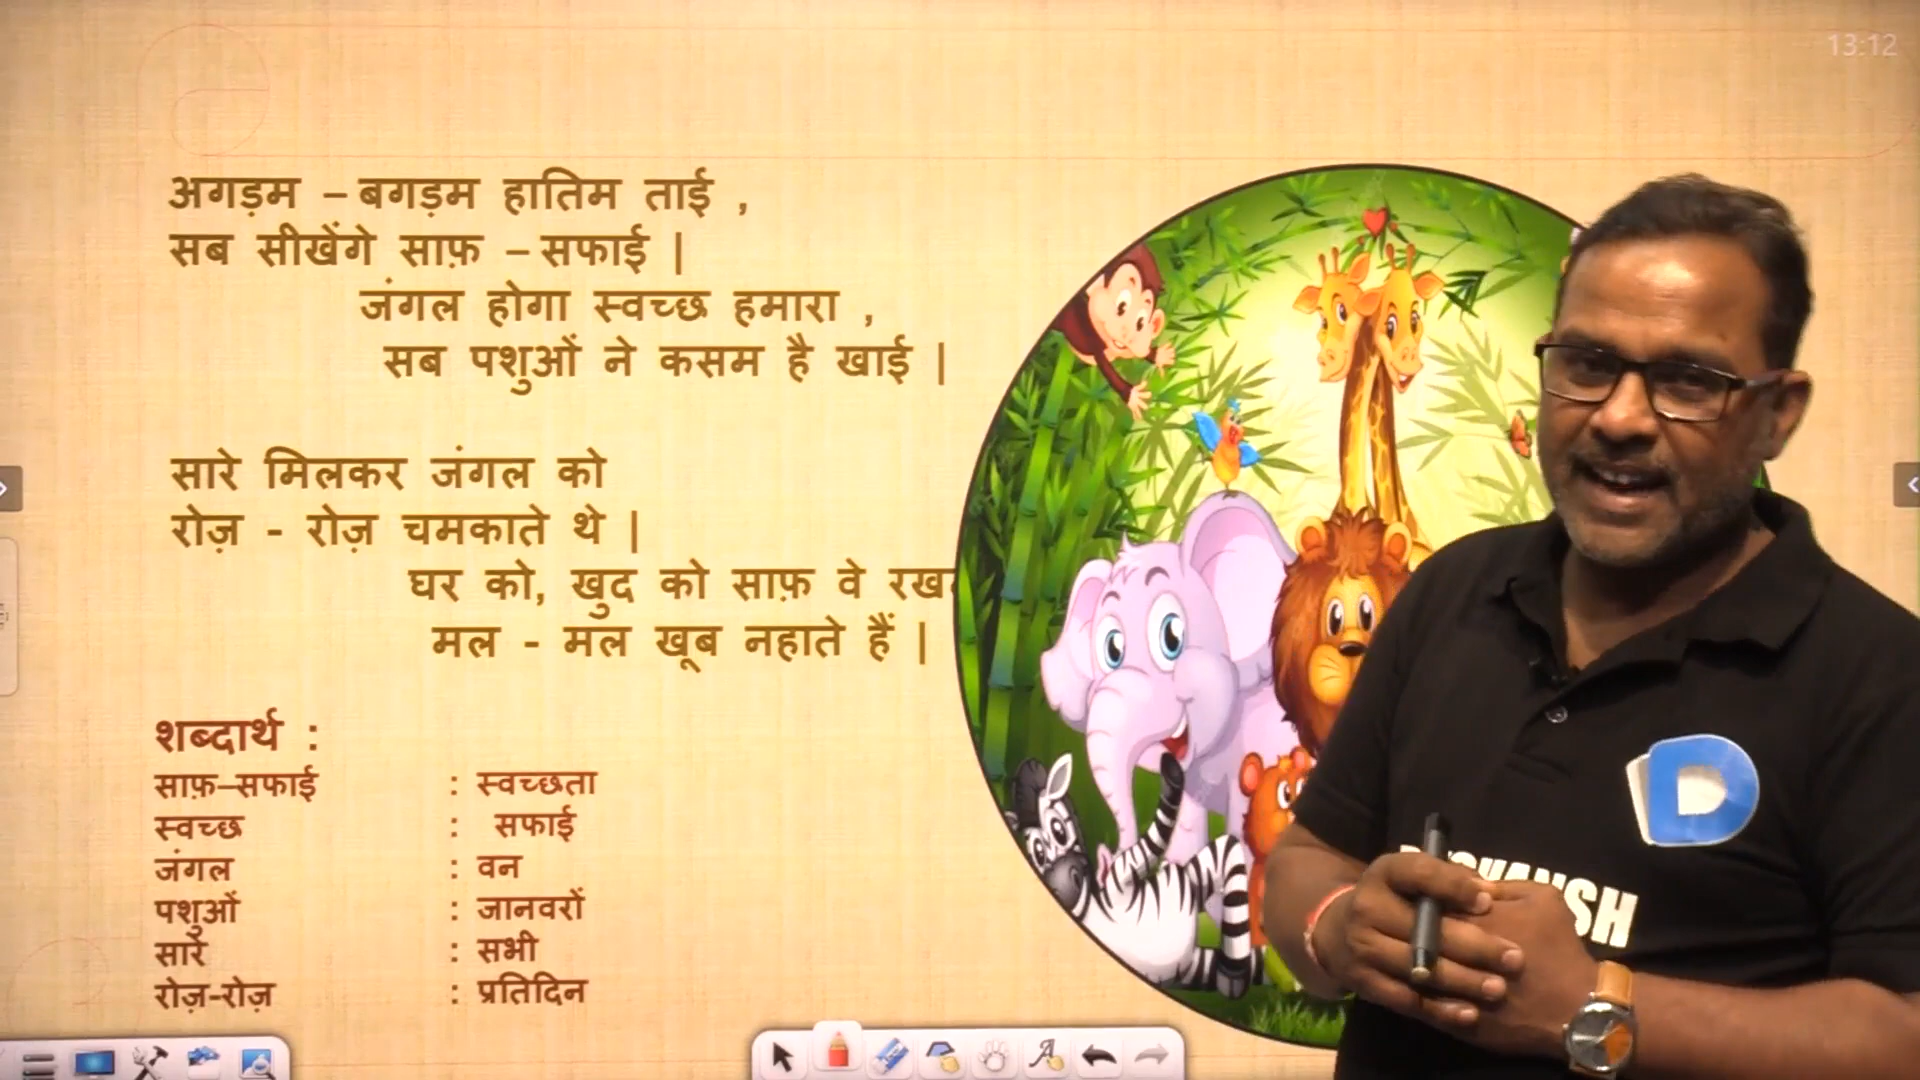 13:12
अगड़म – बगड़म हातिम ताई ,
सब सीखेंगे साफ़ – सफाई |
जंगल होगा स्वच्छ हमारा ,
सब पशुओं ने कसम है खाई |
सारे मिलकर जंगल को
रोज़ - रोज़ चमकाते थे |
घर को, खुद को साफ़ वे
मल - मल खूब नहाते हैं |
शब्दार्थ :
साफ़–सफाई : स्वच्छता
स्वच्छ : सफाई
जंगल : वन
पशुओं : जानवरों
सारे : सभी
रोज़-रोज़ : प्रतिदिन
D